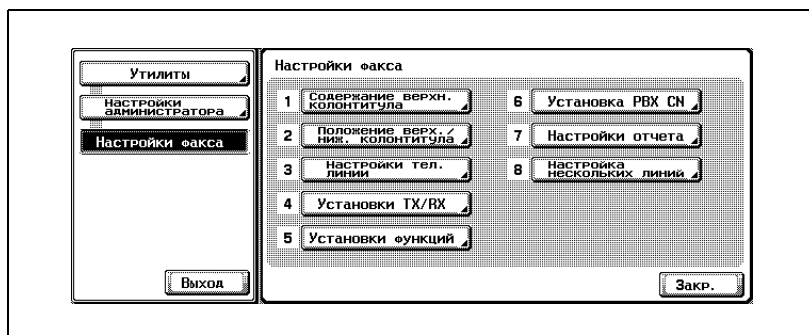 Утилиты
Настройки
администратора
Настройки факса
Выход
Настройки факса
1 Содержание верхн.
колонтитула
2 Положение верх./
ниж. колонтитула
3 Настройки тел.
линии
4 Установки TX/RX
5 Установки функций
6 Установка PBX CN
7 Настройки отчета
8 Настройка
нескольких линий
Закр.